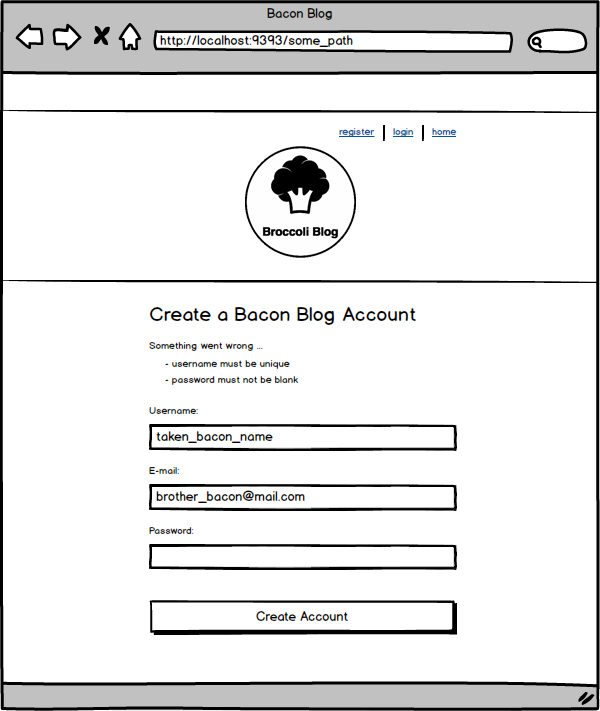 Bacon Blog
http://localhost:9393/some_path
register login home
Broccoli Blog
Create a Bacon Blog Account
Something went wrong ...
- username must be unique
- password must not be blank
Username:
taken_bacon_name
E-mail:
brother_bacon@mail.com
Password:
Create Account